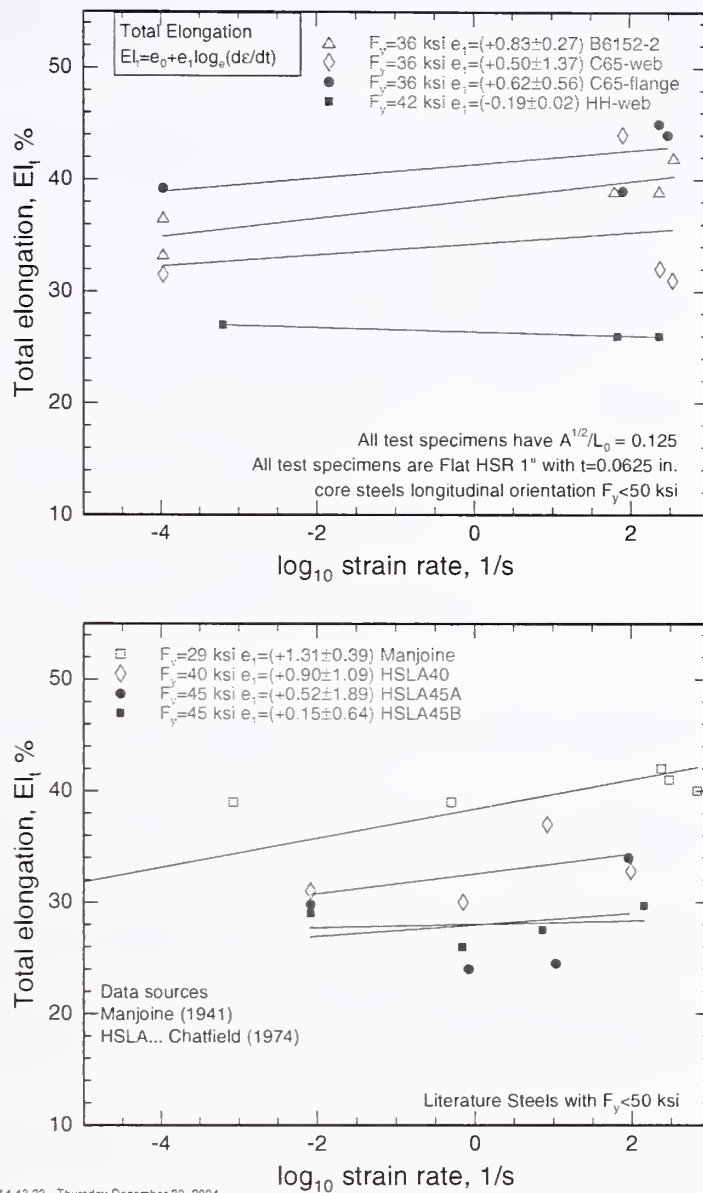 Total Elongation
El_t=e_0+e_1log_e(dε/dt)
F_y=36 ksi e_1=(+0.83±0.27) B6152-2
F_y=36 ksi e_1=(+0.50±1.37) C65-web
F_y=36 ksi e_1=(+0.62±0.56) C65-flange
F_y=42 ksi e_1=(-0.19±0.02) HH-web
50
40
30
20
10
Total elongation, El_t %
All test specimens have A^{1/2}/L_0 = 0.125
All test specimens are Flat HSR 1" with t=0.0625 in.
core steels longitudinal orientation F_y<50 ksi
-4
-2
0
2
log_10 strain rate, 1/s
F_y=29 ksi e_1=(+1.31±0.39) Manjoine
F_y=40 ksi e_1=(+0.90±1.09) HSLA40
F_y=45 ksi e_1=(+0.52±1.89) HSLA45A
F_y=45 ksi e_1=(+0.15±0.64) HSLA45B
50
40
30
20
10
Total elongation, El_t %
Data sources
Manjoine (1941)
HSLA... Chatfield (1974)
Literature Steels with F_y<50 ksi
-4
-2
0
2
log_10 strain rate, 1/s
Thursday December 30, 2004